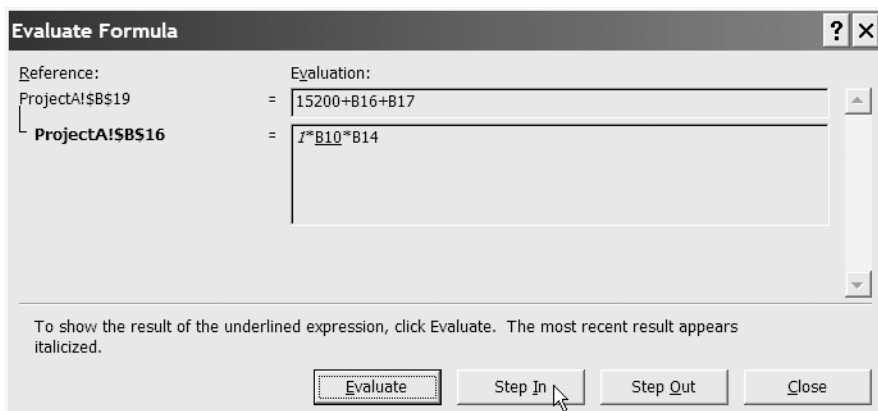 Evaluate Formula ? ×
Reference: Evaluation:
ProjectA!$B$19 = 15200+B16+B17
ProjectA!$B$16 = 1*B10*B14
To show the result of the underlined expression, click Evaluate. The most recent result appears
italicized.
Evaluate Step In Step Out Close